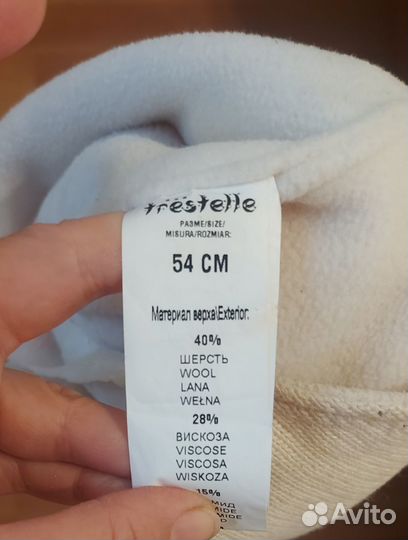 trestelle
РАЗМЕ/SIZE/
MISURA/ROZMIAR:
54 CM
Материал верха\Exterior:
40%
ШЕРСТЬ
WOOL
LANA
WEŁNA
28%
ВИСКОЗА
VISCOSE
VISCOSA
WISKOZA
15%
Avito